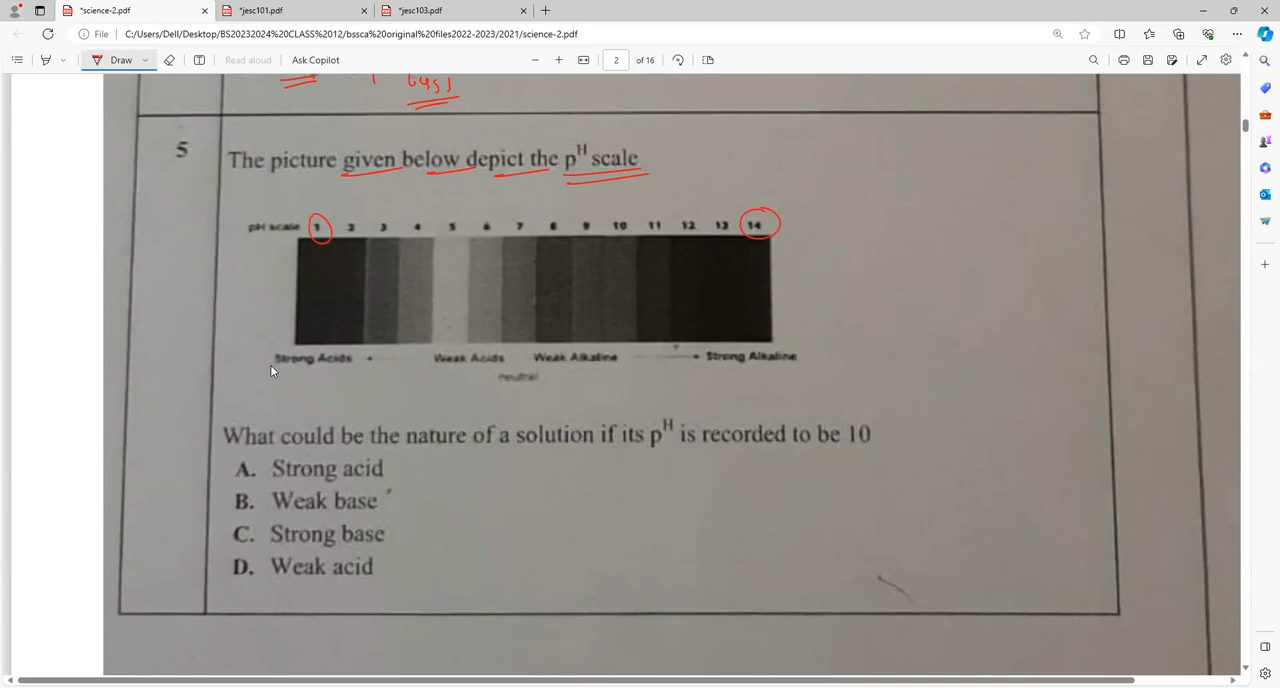 *science-2.pdf
*jesc101.pdf
*jesc103.pdf
File
C:/Users/Dell/Desktop/BS20232024%20CLASS%2012/bssca%20original%20files2022-2023/2021/science-2.pdf
Draw
Read aloud
Ask Copilot
2 of 16
5
The picture given below depict the pH scale
pH scale 1 2 3 4 5 6 7 8 9 10 11 12 13 14
Strong Acids Weak Acids Weak Alkaline Strong Alkaline
neutral
What could be the nature of a solution if its pH is recorded to be 10
A. Strong acid
B. Weak base
C. Strong base
D. Weak acid